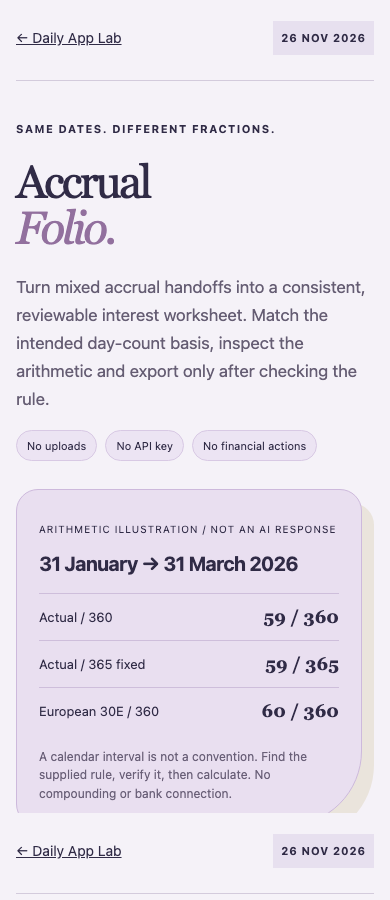 ← Daily App Lab
26 NOV 2026
SAME DATES. DIFFERENT FRACTIONS.
Accrual
Folio.
Turn mixed accrual handoffs into a consistent,
reviewable interest worksheet. Match the
intended day-count basis, inspect the
arithmetic and export only after checking the
rule.
No uploads
No API key
No financial actions
ARITHMETIC ILLUSTRATION / NOT AN AI RESPONSE
31 January → 31 March 2026
Actual / 360
59 / 360
Actual / 365 fixed
59 / 365
European 30E / 360
60 / 360
A calendar interval is not a convention. Find the
supplied rule, verify it, then calculate. No
compounding or bank connection.
← Daily App Lab
26 NOV 2026